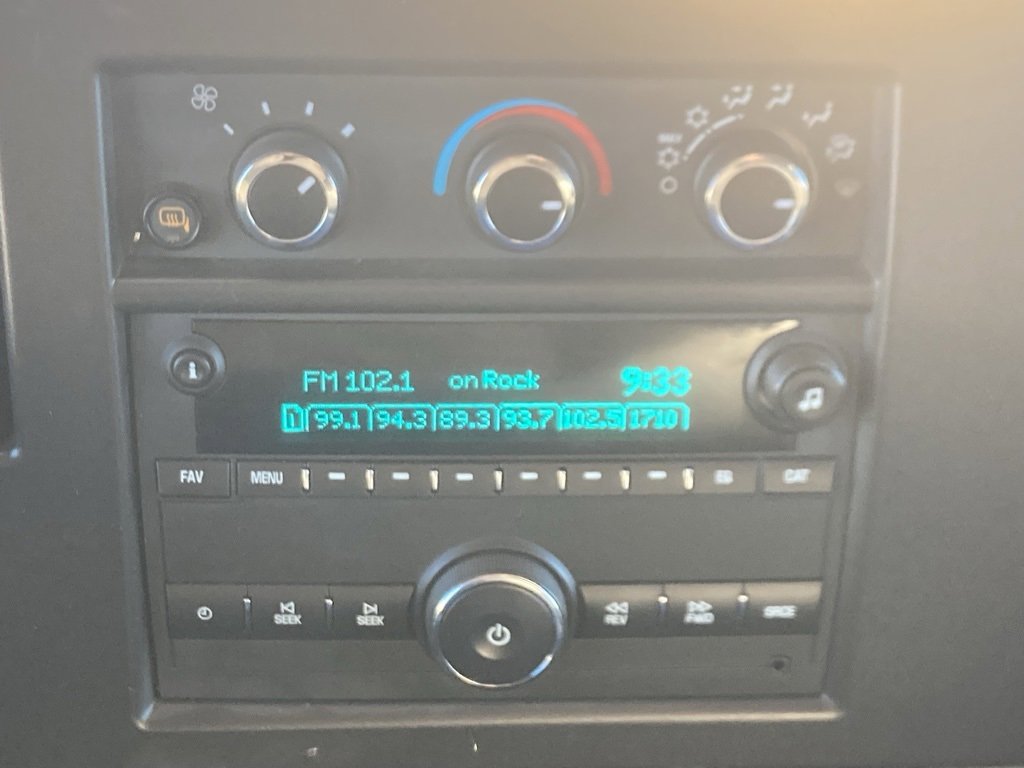 FM 102.1 on Rock 9:33
1 99.1 94.3 89.3 93.7 102.5 1710
FAV MENU EQ CAT
SEEK SEEK REV FWD SRCE